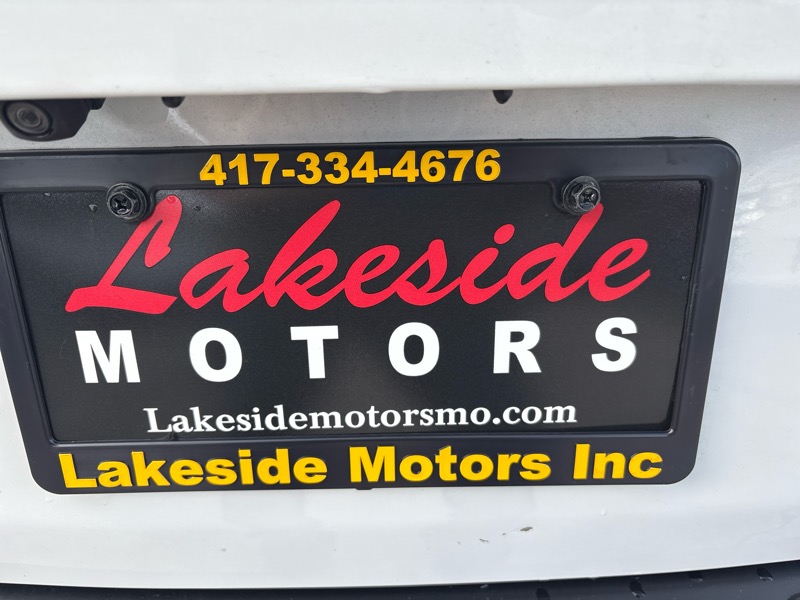 417-334-4676
Lakeside
MOTORS
Lakesidemotorsmo.com
Lakeside Motors Inc